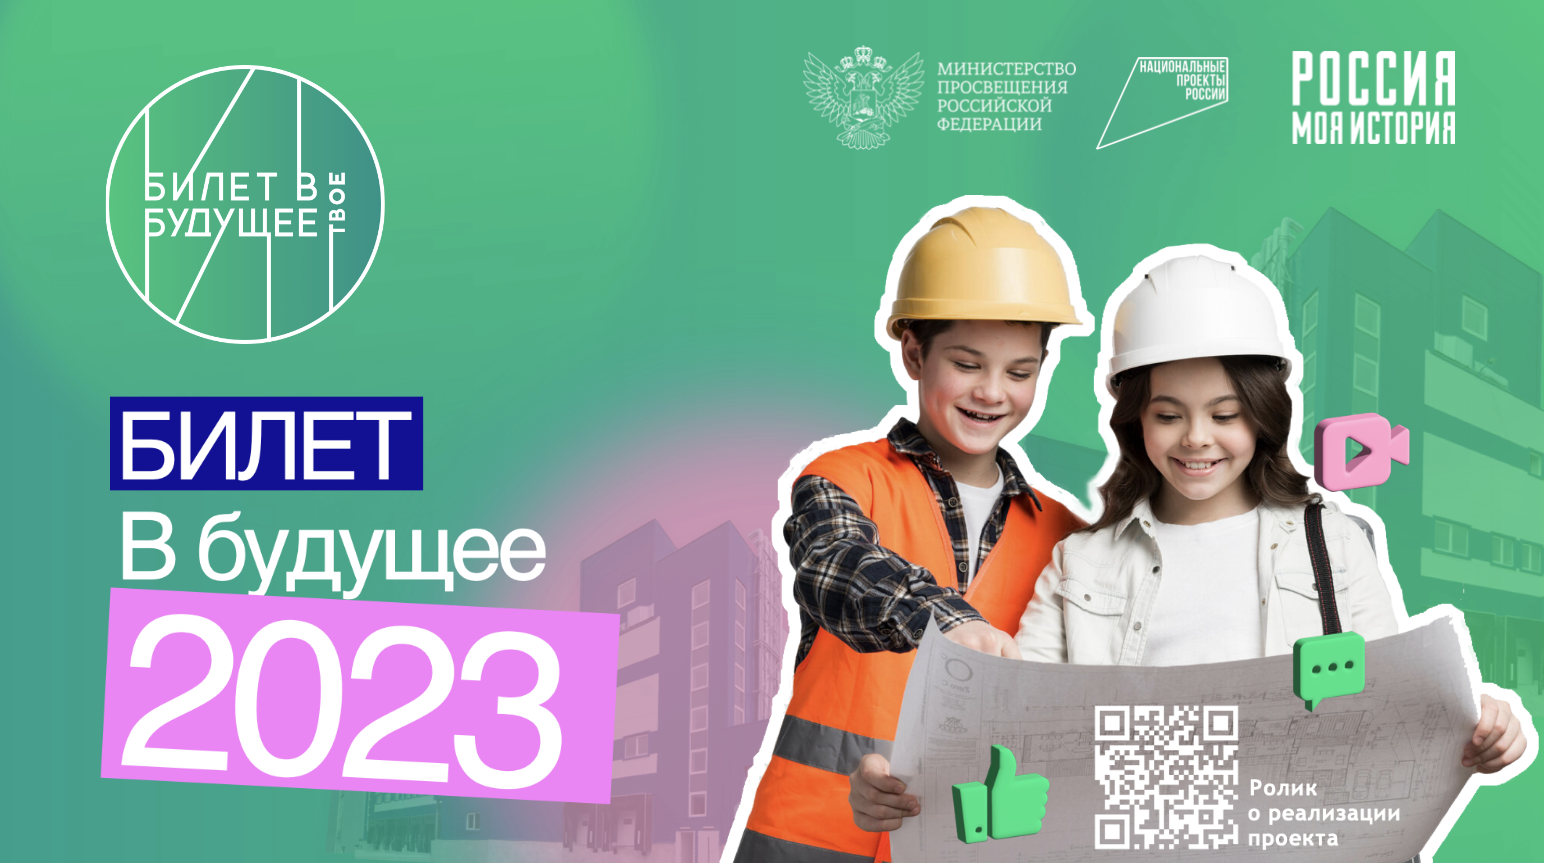 БИЛЕТ В
БУДУЩЕЕ
ТВОЕ
МИНИСТЕРСТВО
ПРОСВЕЩЕНИЯ
РОССИЙСКОЙ
ФЕДЕРАЦИИ
НАЦИОНАЛЬНЫЕ
ПРОЕКТЫ
РОССИИ
РОССИЯ
МОЯ ИСТОРИЯ
БИЛЕТ
В будущее
2023
Ролик
о реализации
проекта